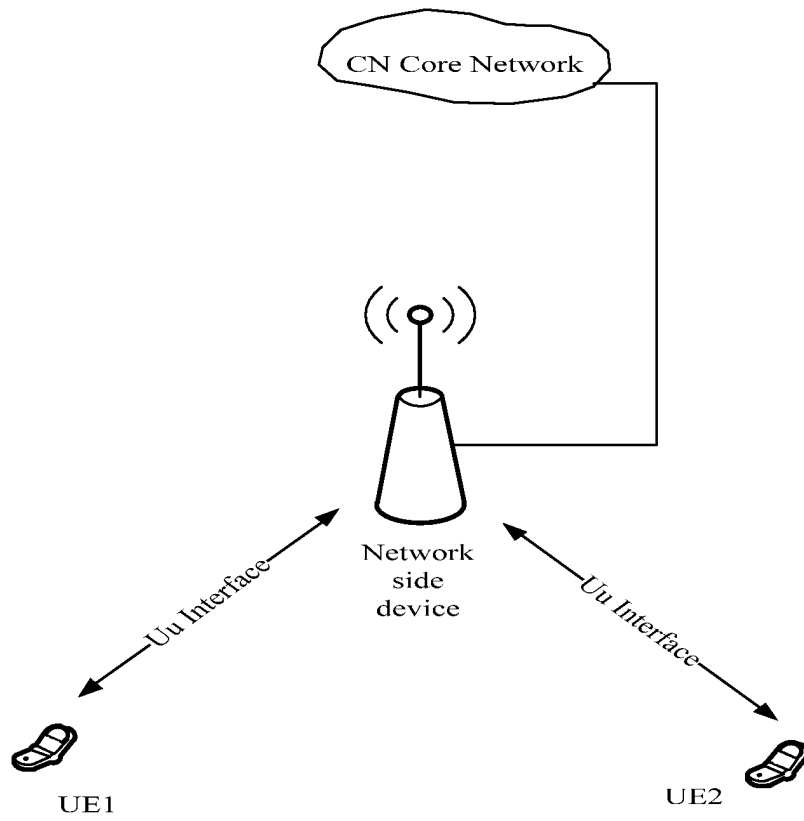 CN Core Network
Network
side
device
Uu Interface
Uu Interface
UE1
UE2